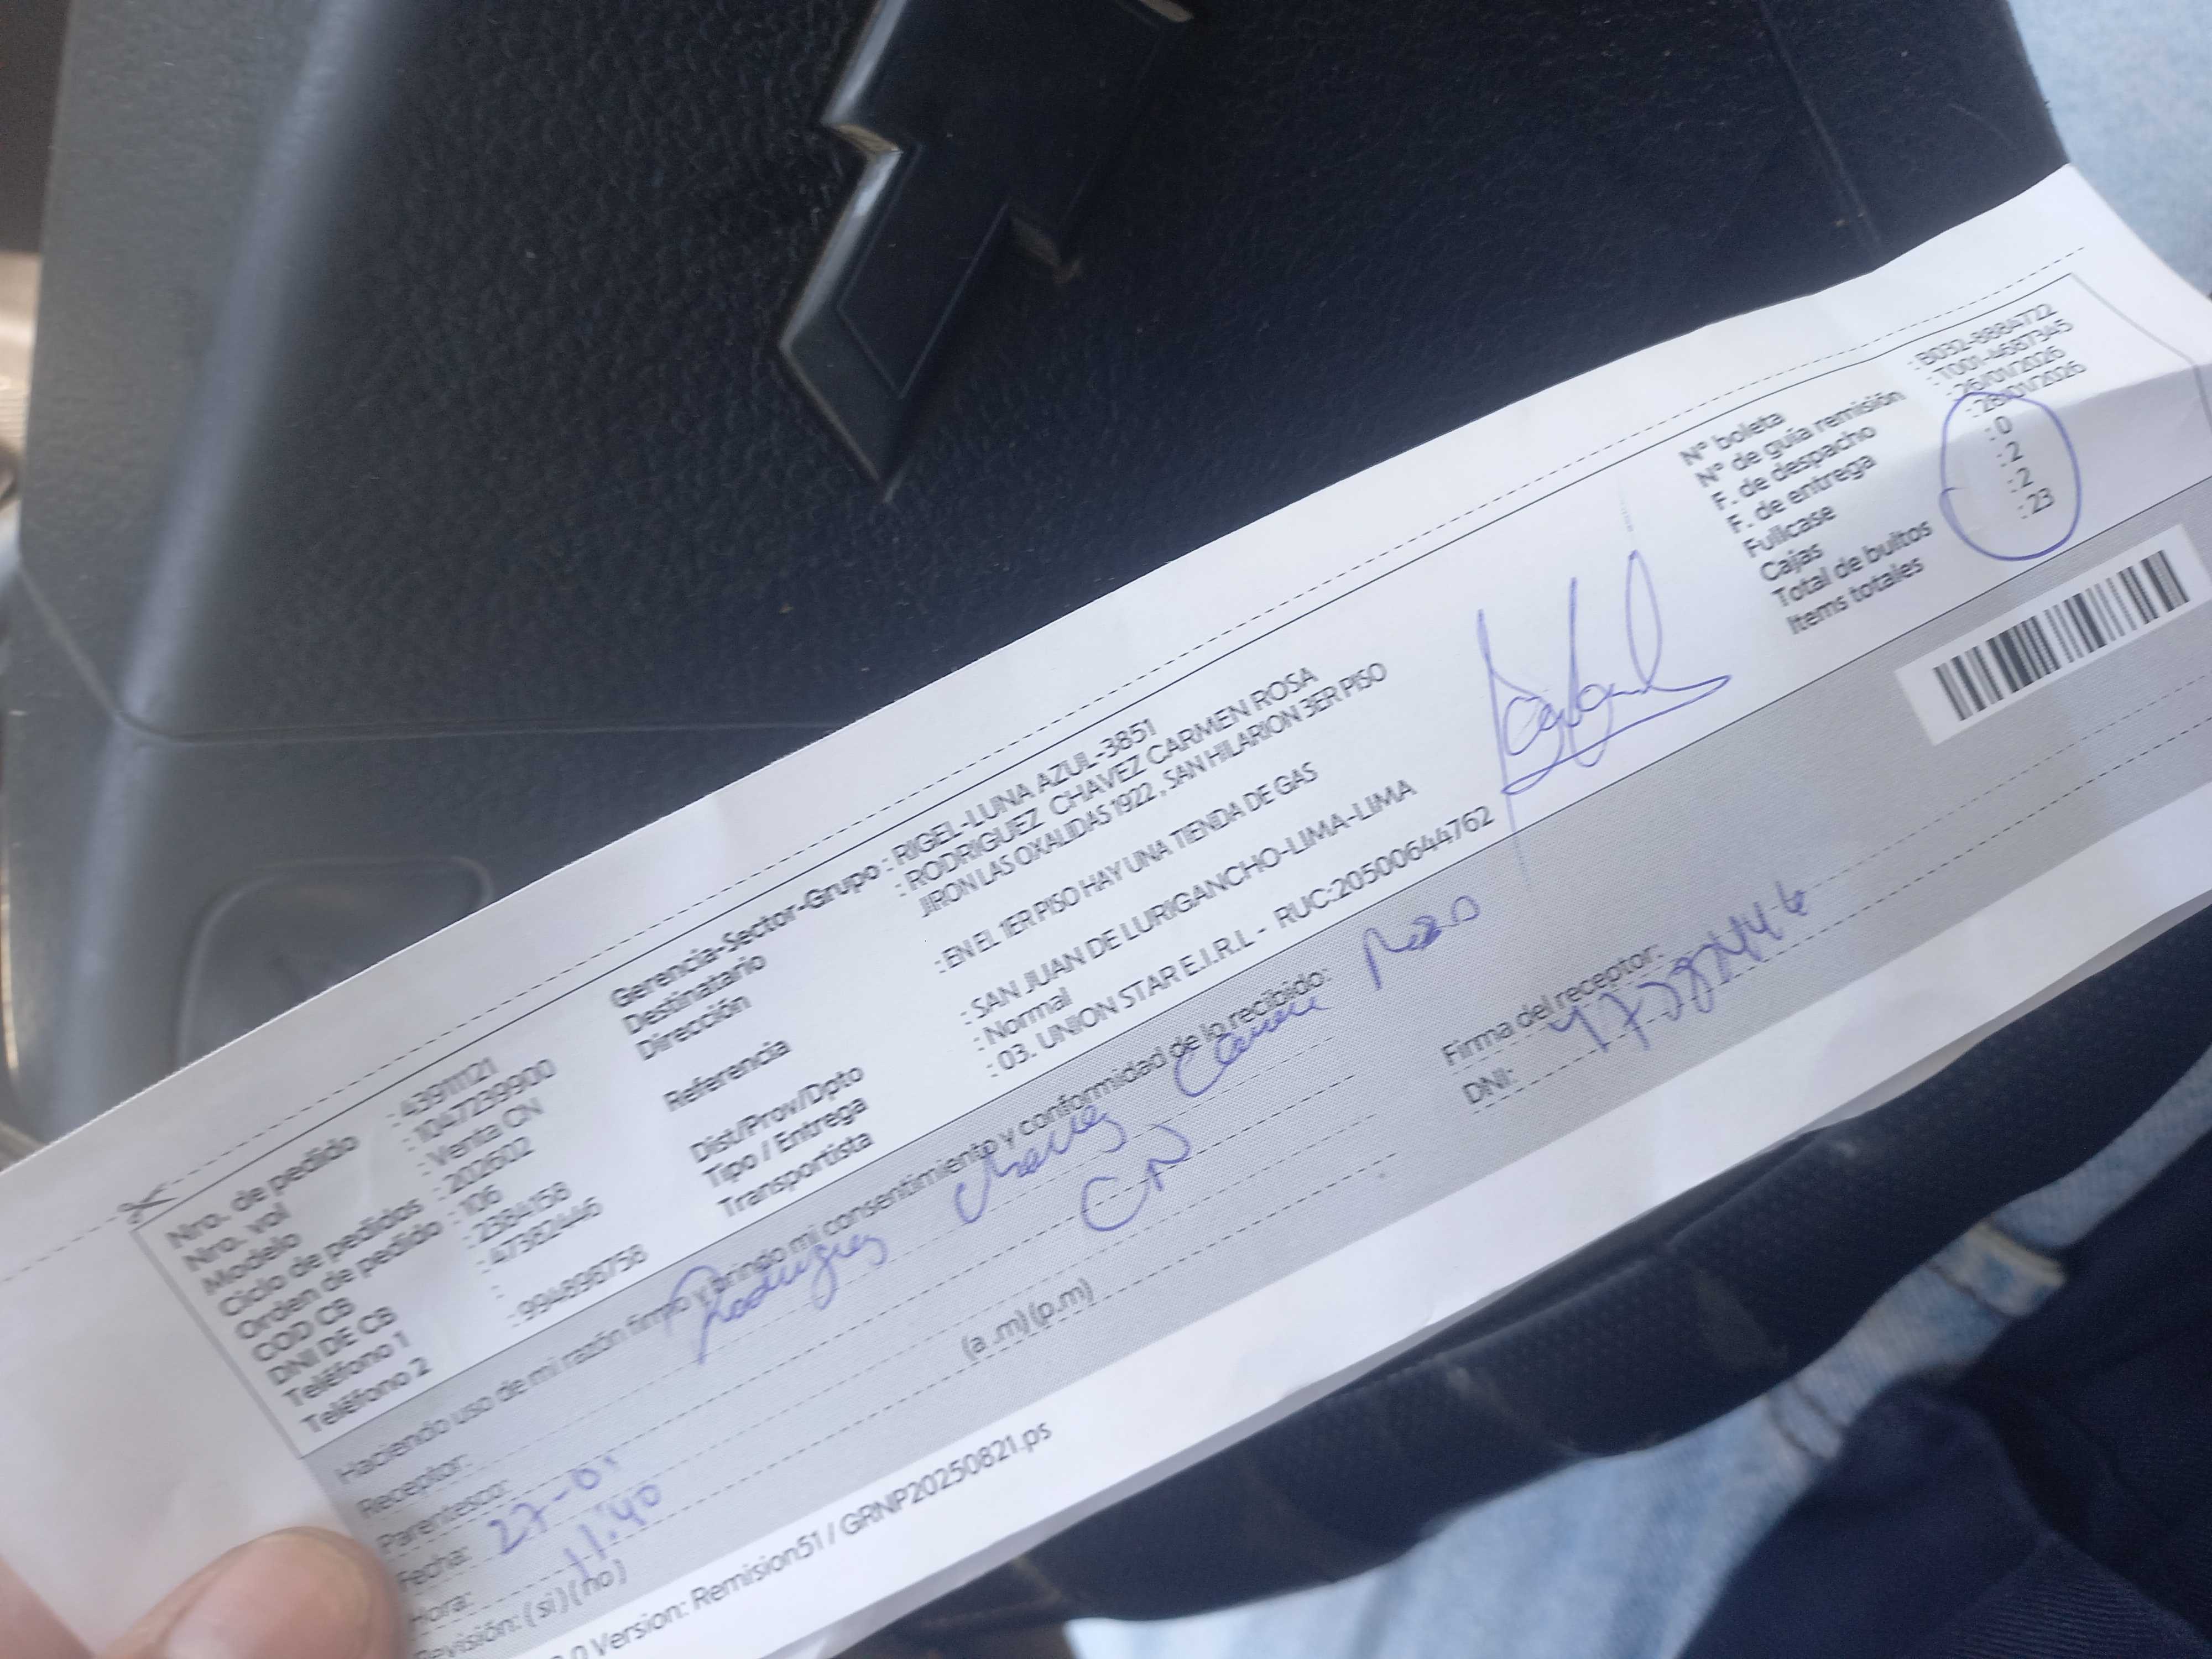 Nro. de pedido : 43911121
Nro. vol : 1047239900
Modelo : Venta CN
Ciclo de pedidos : 202602
Orden de pedido : 106
COD CB : 2384158
DNI DE CB : 47382446
Teléfono 1 :
Teléfono 2 : 994898758
Gerencia-Sector-Grupo : RIGEL-LUNA AZUL-3851
Destinatario : RODRIGUEZ CHAVEZ CARMEN ROSA
Dirección JIRON LAS OXALIDAS 1922, SAN HILARION 3ER PISO
Referencia : EN EL 1ER PISO HAY UNA TIENDA DE GAS
Dist/Prov/Dpto : SAN JUAN DE LURIGANCHO-LIMA-LIMA
Tipo / Entrega : Normal
Transportista : 03. UNION STAR E.I.R.L - RUC:20500644762
N° boleta
N° de guía remisión : T001-4687345
F. de despacho : 26/01/2026
F. de entrega : 28/01/2026
Fullcase : 0
Cajas : 2
Total de bultos : 2
Items totales : 23
Haciendo uso de mi razón firmo y bringo mi consentimiento y conformidad de lo recibido:
Receptor: Rodriguez Chavez Carmen
Parentesco: CN
Fecha: 27-01
Hora: 11:40 (a .m) (p.m)
Revisión: (si) (no)
Firma del receptor:
DNI:
.0 Version: Remision51 / GRNP20250821.ps